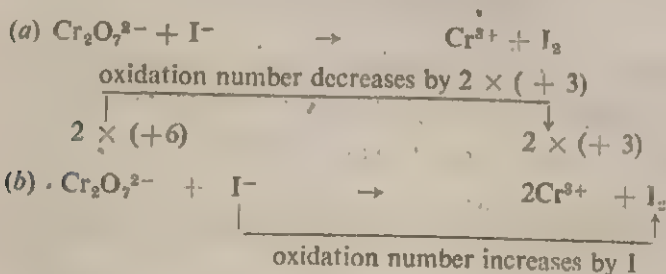 (a) Cr₂O₇²⁻ + I⁻ → Cr³⁺ + I₂
oxidation number decreases by 2 × ( + 3)
2 × (+6) 2 × (+ 3)
(b) . Cr₂O₇²⁻ + I⁻ → 2Cr³⁺ + I₂
oxidation number increases by I